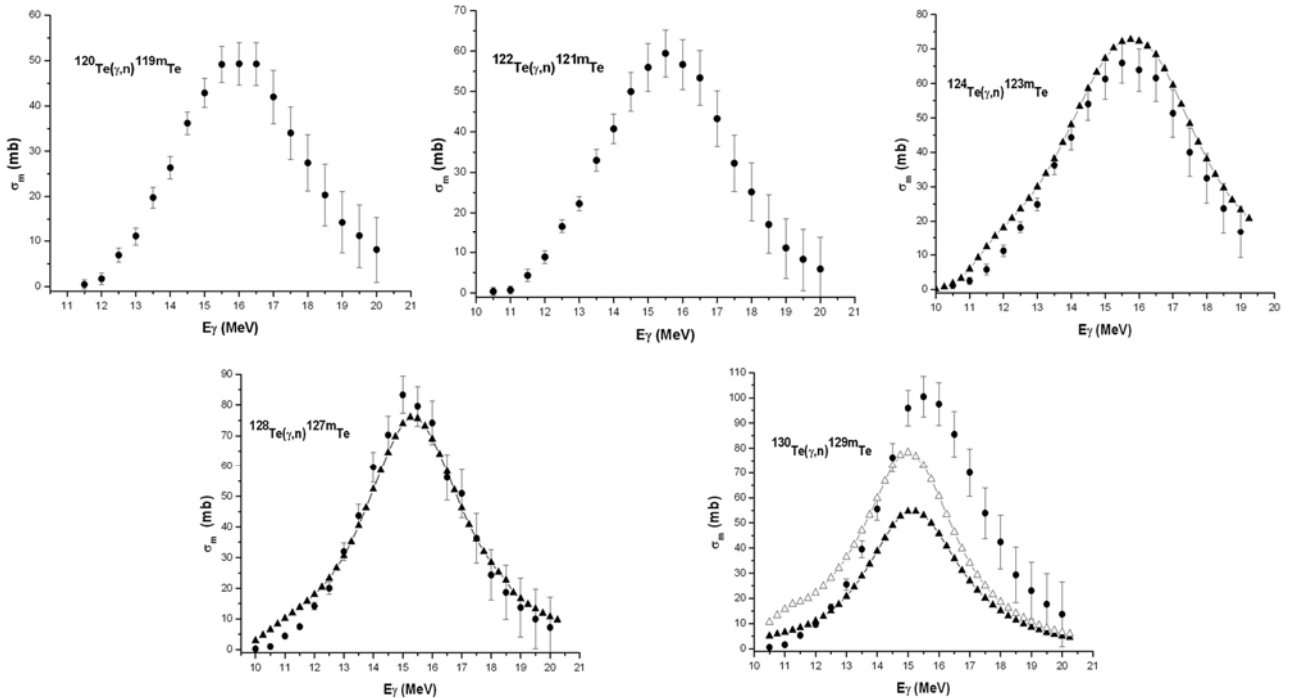 60
50
40
30
20
10
0
σm (mb)
120Te(γ,n)119mTe
11 12 13 14 15 16 17 18 19 20 21
Eγ (MeV)
70
60
50
40
30
20
10
0
σm (mb)
122Te(γ,n)121mTe
10 11 12 13 14 15 16 17 18 19 20 21
Eγ (MeV)
80
70
60
50
40
30
20
10
0
σm (mb)
124Te(γ,n)123mTe
10 11 12 13 14 15 16 17 18 19 20
Eγ (MeV)
90
80
70
60
50
40
30
20
10
0
σm (mb)
128Te(γ,n)127mTe
10 11 12 13 14 15 16 17 18 19 20 21
Eγ (MeV)
110
100
90
80
70
60
50
40
30
20
10
0
σm (mb)
130Te(γ,n)129mTe
10 11 12 13 14 15 16 17 18 19 20 21
Eγ (MeV)